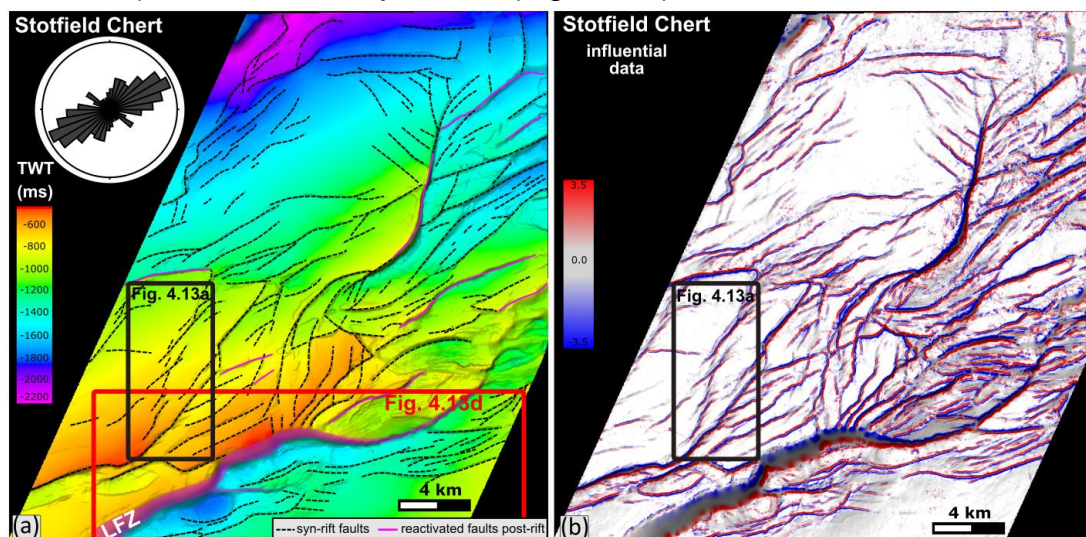 Stotfield Chert
TWT
(ms)
-600
-800
-1000
-1200
-1400
-1600
-1800
-2000
-2200
Fig. 4.13a
Fig. 4.13d
LFZ
4 km
(a)
syn-rift faults
reactivated faults post-rift
Stotfield Chert
influential
data
3.5
0.0
-3.5
Fig. 4.13a
4 km
(b)